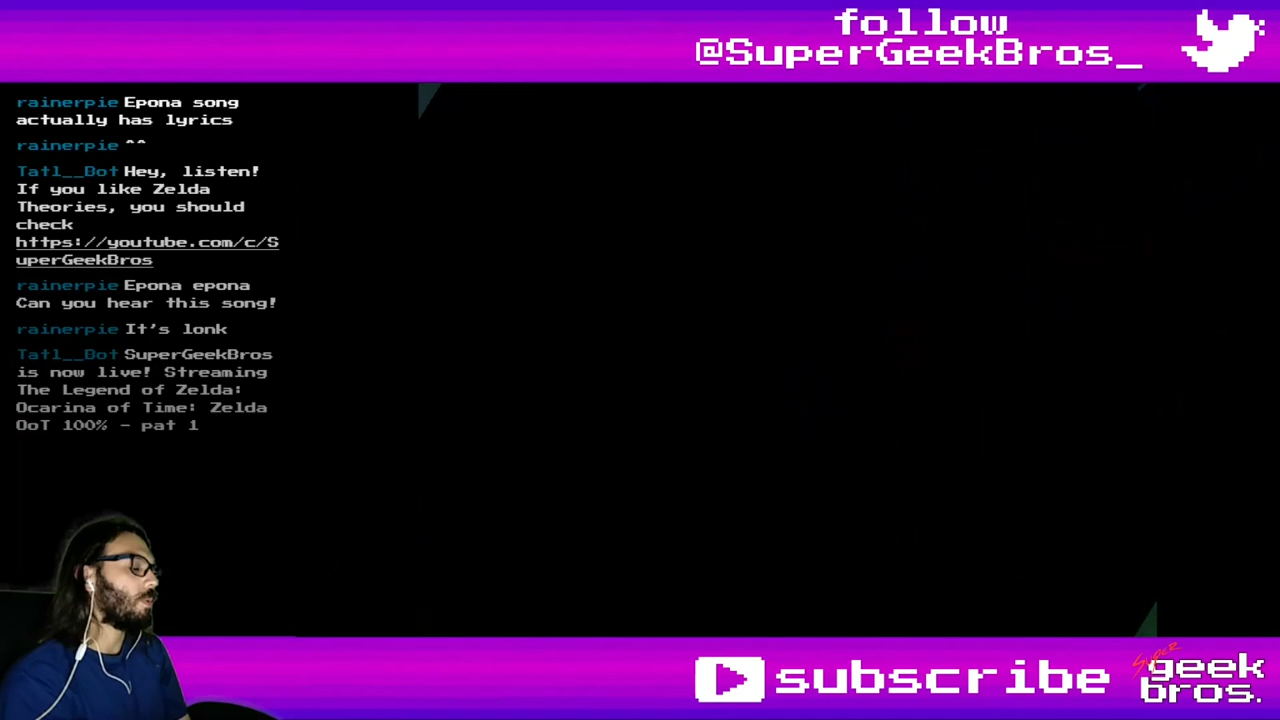 follow
@SuperGeekBros_
rainerpie Epona song
actually has lyrics
rainerpie ^^
Tatl__Bot Hey, listen!
If you like Zelda
Theories, you should
check
https://youtube.com/c/S
uperGeekBros
rainerpie Epona epona
Can you hear this song!
rainerpie It's lonk
Tatl__Bot SuperGeekBros
is now live! Streaming
The Legend of Zelda:
Ocarina of Time: Zelda
OoT 100% - pat 1
subscribe
super
geek
bros.